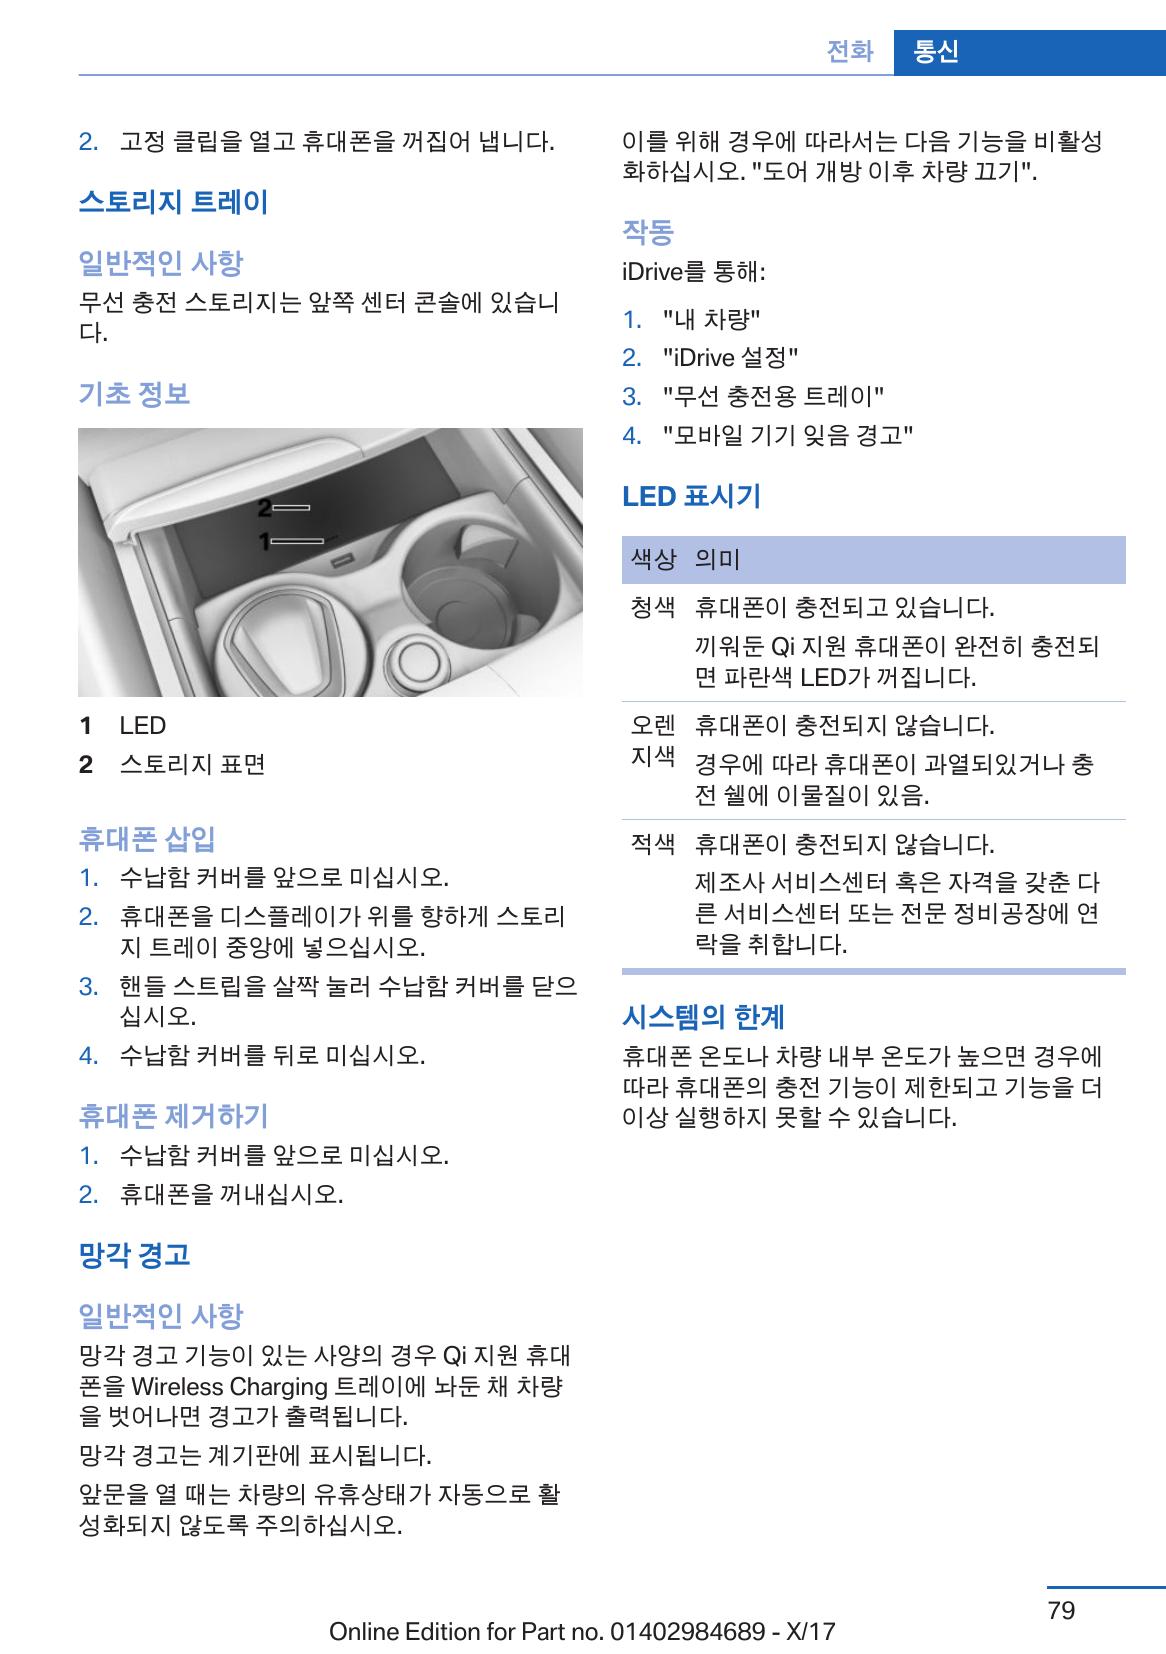 전화 통신
2. 고정 클립을 열고 휴대폰을 꺼집어 냅니다.
스토리지 트레이
일반적인 사항
무선 충전 스토리지는 앞쪽 센터 콘솔에 있습니
다.
기초 정보
2
1
1 LED
2 스토리지 표면
휴대폰 삽입
1. 수납함 커버를 앞으로 미십시오.
2. 휴대폰을 디스플레이가 위를 향하게 스토리
지 트레이 중앙에 넣으십시오.
3. 핸들 스트립을 살짝 눌러 수납함 커버를 닫으
십시오.
4. 수납함 커버를 뒤로 미십시오.
휴대폰 제거하기
1. 수납함 커버를 앞으로 미십시오.
2. 휴대폰을 꺼내십시오.
망각 경고
일반적인 사항
망각 경고 기능이 있는 사양의 경우 Qi 지원 휴대
폰을 Wireless Charging 트레이에 놔둔 채 차량
을 벗어나면 경고가 출력됩니다.
망각 경고는 계기판에 표시됩니다.
앞문을 열 때는 차량의 유휴상태가 자동으로 활
성화되지 않도록 주의하십시오.
이를 위해 경우에 따라서는 다음 기능을 비활성
화하십시오. "도어 개방 이후 차량 끄기".
작동
iDrive를 통해:
1. "내 차량"
2. "iDrive 설정"
3. "무선 충전용 트레이"
4. "모바일 기기 잊음 경고"
LED 표시기
색상 의미
청색 휴대폰이 충전되고 있습니다.
끼워둔 Qi 지원 휴대폰이 완전히 충전되
면 파란색 LED가 꺼집니다.
오렌 휴대폰이 충전되지 않습니다.
지색 경우에 따라 휴대폰이 과열되있거나 충
전 쉘에 이물질이 있음.
적색 휴대폰이 충전되지 않습니다.
제조사 서비스센터 혹은 자격을 갖춘 다
른 서비스센터 또는 전문 정비공장에 연
락을 취합니다.
시스템의 한계
휴대폰 온도나 차량 내부 온도가 높으면 경우에
따라 휴대폰의 충전 기능이 제한되고 기능을 더
이상 실행하지 못할 수 있습니다.
79
Online Edition for Part no. 01402984689 - X/17